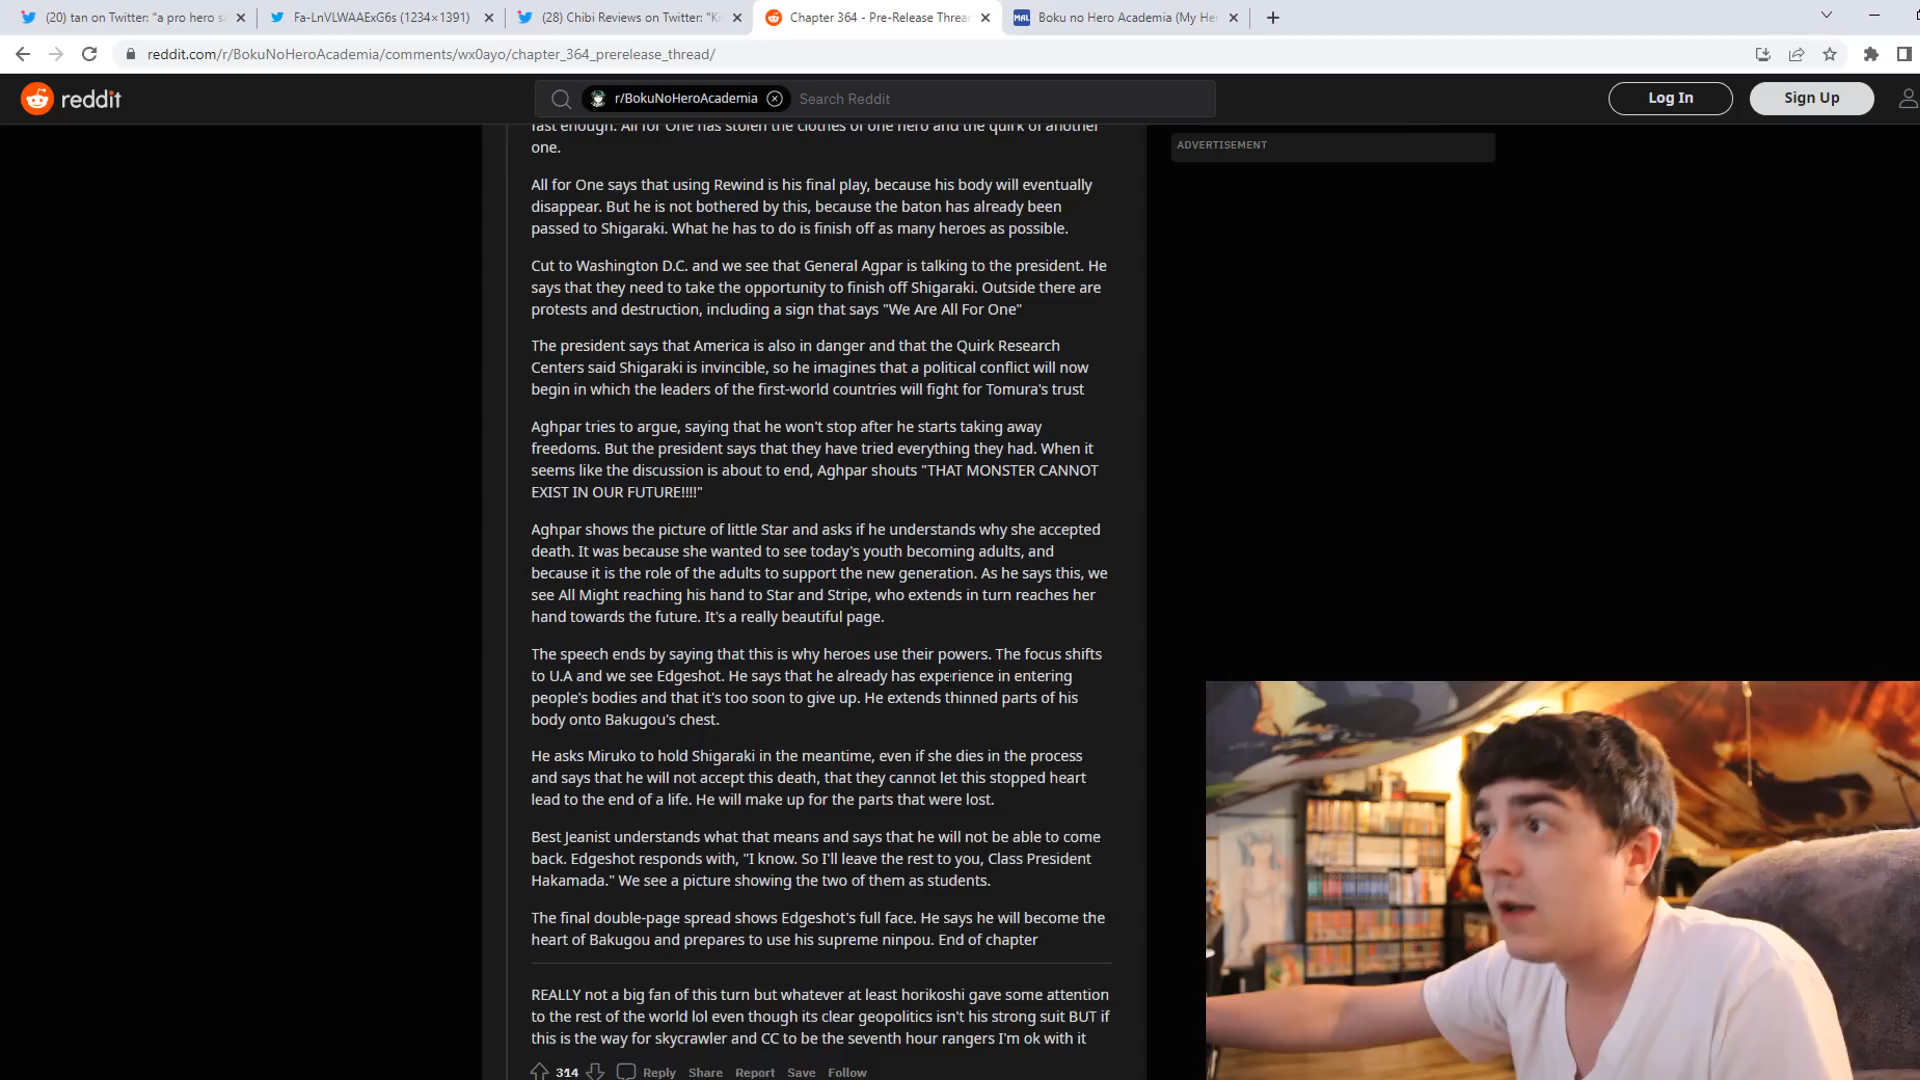 (20) tan on Twitter: "a pro hero s
Fa-LnVLWAAExG6s (1234×1391)
(28) Chibi Reviews on Twitter: "Ki
Chapter 364 - Pre-Release Threa
MAL
Boku no Hero Academia (My He
reddit.com/r/BokuNoHeroAcademia/comments/wx0ayo/chapter_364_prerelease_thread/
reddit
r/BokuNoHeroAcademia
Search Reddit
Log In
Sign Up
ADVERTISEMENT
fast enough. All for One has stolen the clothes of one hero and the quirk of another
one.
All for One says that using Rewind is his final play, because his body will eventually
disappear. But he is not bothered by this, because the baton has already been
passed to Shigaraki. What he has to do is finish off as many heroes as possible.
Cut to Washington D.C. and we see that General Agpar is talking to the president. He
says that they need to take the opportunity to finish off Shigaraki. Outside there are
protests and destruction, including a sign that says "We Are All For One"
The president says that America is also in danger and that the Quirk Research
Centers said Shigaraki is invincible, so he imagines that a political conflict will now
begin in which the leaders of the first-world countries will fight for Tomura's trust
Aghpar tries to argue, saying that he won't stop after he starts taking away
freedoms. But the president says that they have tried everything they had. When it
seems like the discussion is about to end, Aghpar shouts "THAT MONSTER CANNOT
EXIST IN OUR FUTURE!!!!"
Aghpar shows the picture of little Star and asks if he understands why she accepted
death. It was because she wanted to see today's youth becoming adults, and
because it is the role of the adults to support the new generation. As he says this, we
see All Might reaching his hand to Star and Stripe, who extends in turn reaches her
hand towards the future. It's a really beautiful page.
The speech ends by saying that this is why heroes use their powers. The focus shifts
to U.A and we see Edgeshot. He says that he already has experience in entering
people's bodies and that it's too soon to give up. He extends thinned parts of his
body onto Bakugou's chest.
He asks Miruko to hold Shigaraki in the meantime, even if she dies in the process
and says that he will not accept this death, that they cannot let this stopped heart
lead to the end of a life. He will make up for the parts that were lost.
Best Jeanist understands what that means and says that he will not be able to come
back. Edgeshot responds with, "I know. So I'll leave the rest to you, Class President
Hakamada." We see a picture showing the two of them as students.
The final double-page spread shows Edgeshot's full face. He says he will become the
heart of Bakugou and prepares to use his supreme ninpou. End of chapter
REALLY not a big fan of this turn but whatever at least horikoshi gave some attention
to the rest of the world lol even though its clear geopolitics isn't his strong suit BUT if
this is the way for skycrawler and CC to be the seventh hour rangers I'm ok with it
314 Reply Share Report Save Follow